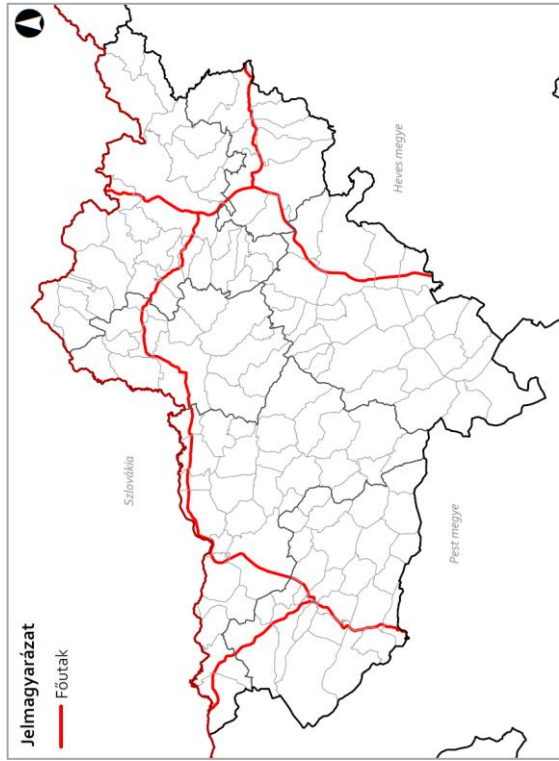 Jelmagyarázat
Főutak
Szlovákia
Heves megye
Pest megye